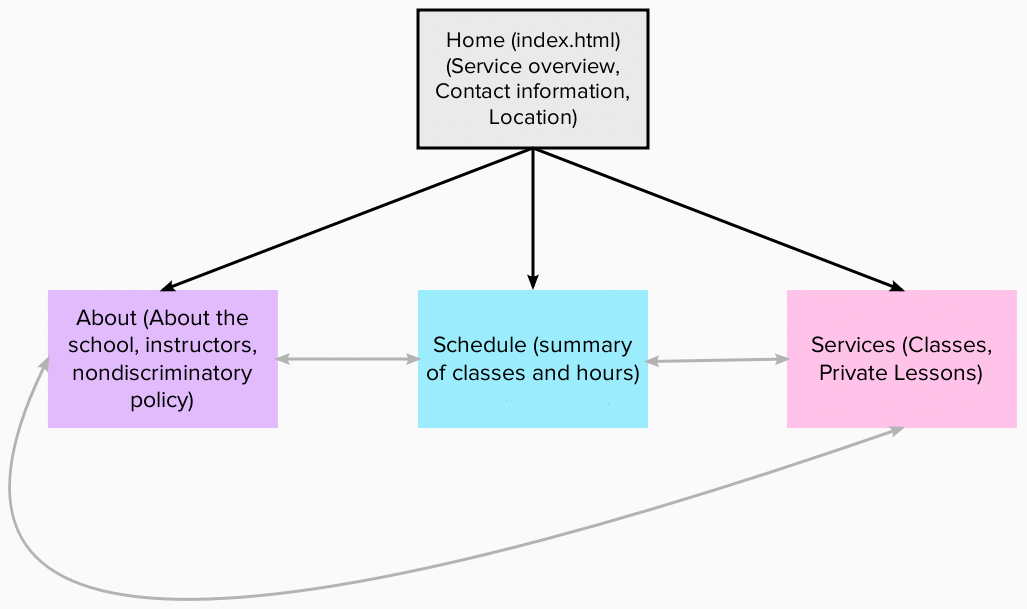 Home (index.html)
(Service overview,
Contact information,
Location)
About (About the
school, instructors,
nondiscriminatory
policy)
Schedule (summary
of classes and hours)
Services (Classes,
Private Lessons)